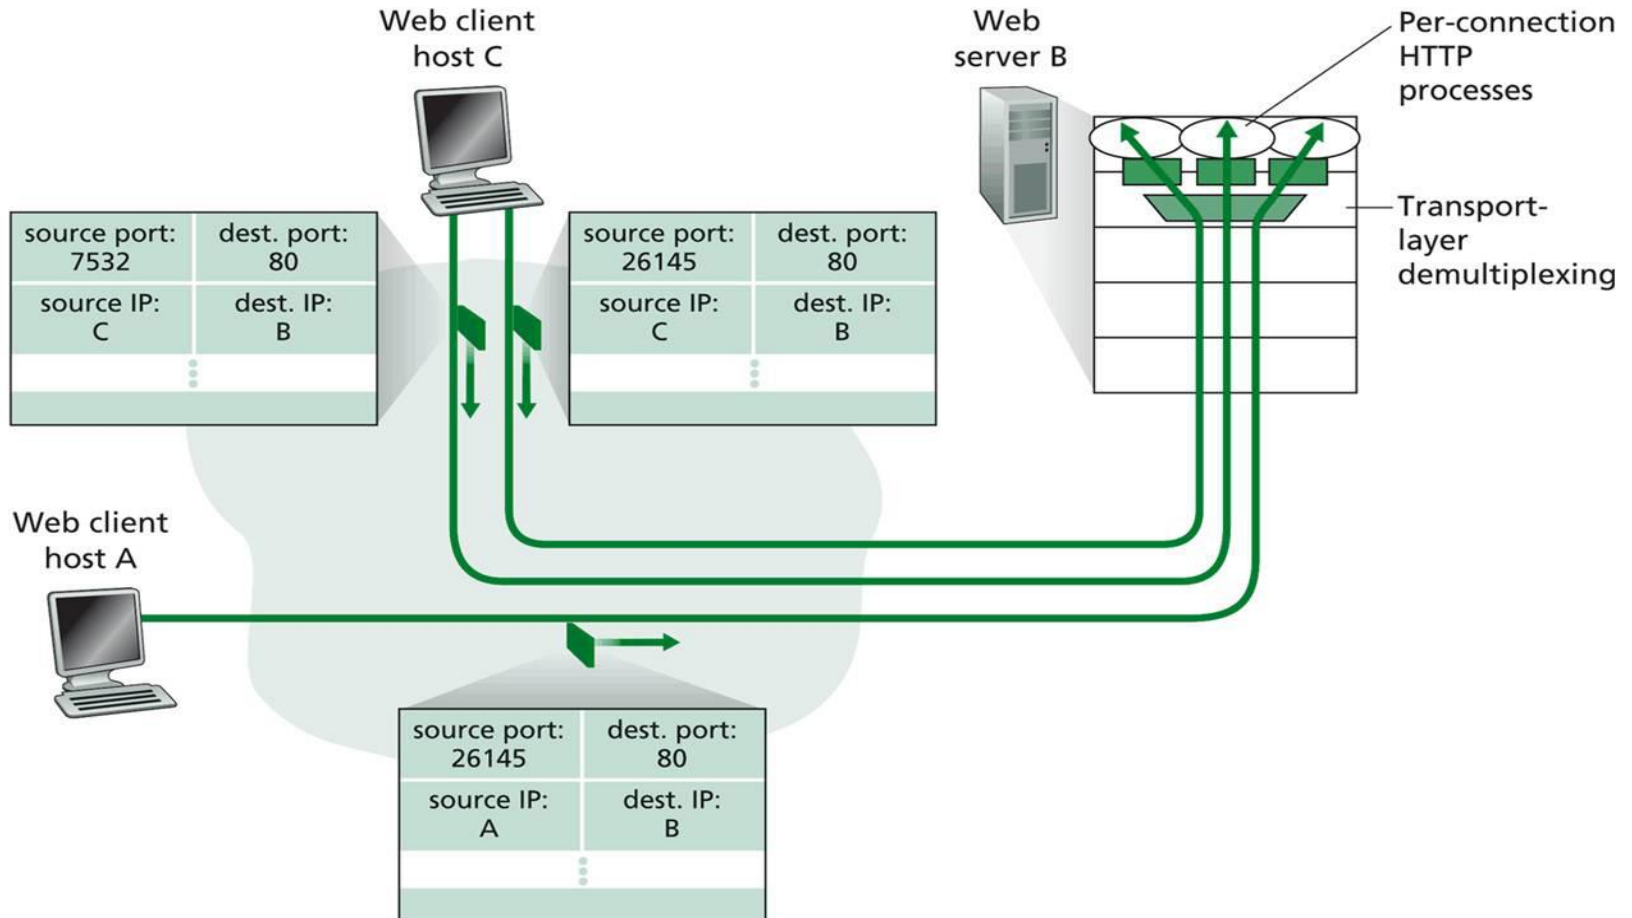 Web client
host C
Web
server B
Per-connection
HTTP
processes
Transport-
layer
demultiplexing
source port:
7532
dest. port:
80
source IP:
C
dest. IP:
B
source port:
26145
dest. port:
80
source IP:
C
dest. IP:
B
Web client
host A
source port:
26145
dest. port:
80
source IP:
A
dest. IP:
B